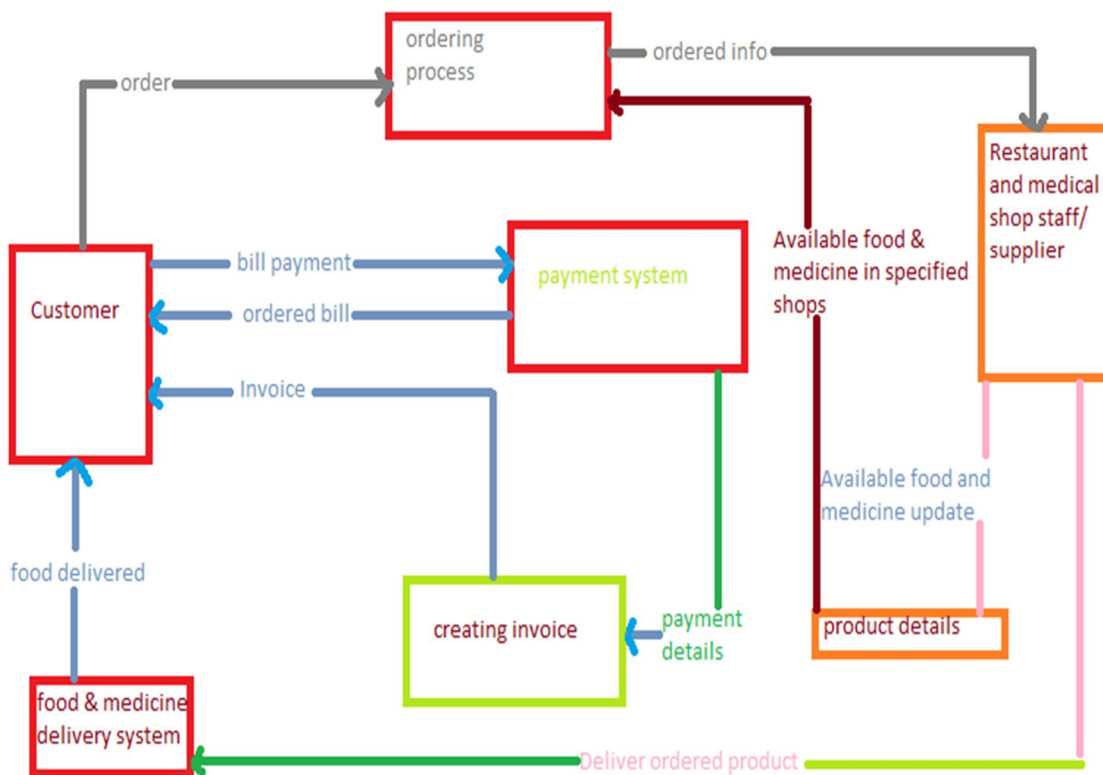 ordering
process
ordered info
order
Restaurant
and medical
shop staff/
supplier
Available food &
medicine in specified
shops
bill payment
payment system
Customer
ordered bill
Invoice
Available food and
medicine update
food delivered
creating invoice
payment
details
product details
food & medicine
delivery system
Deliver ordered product